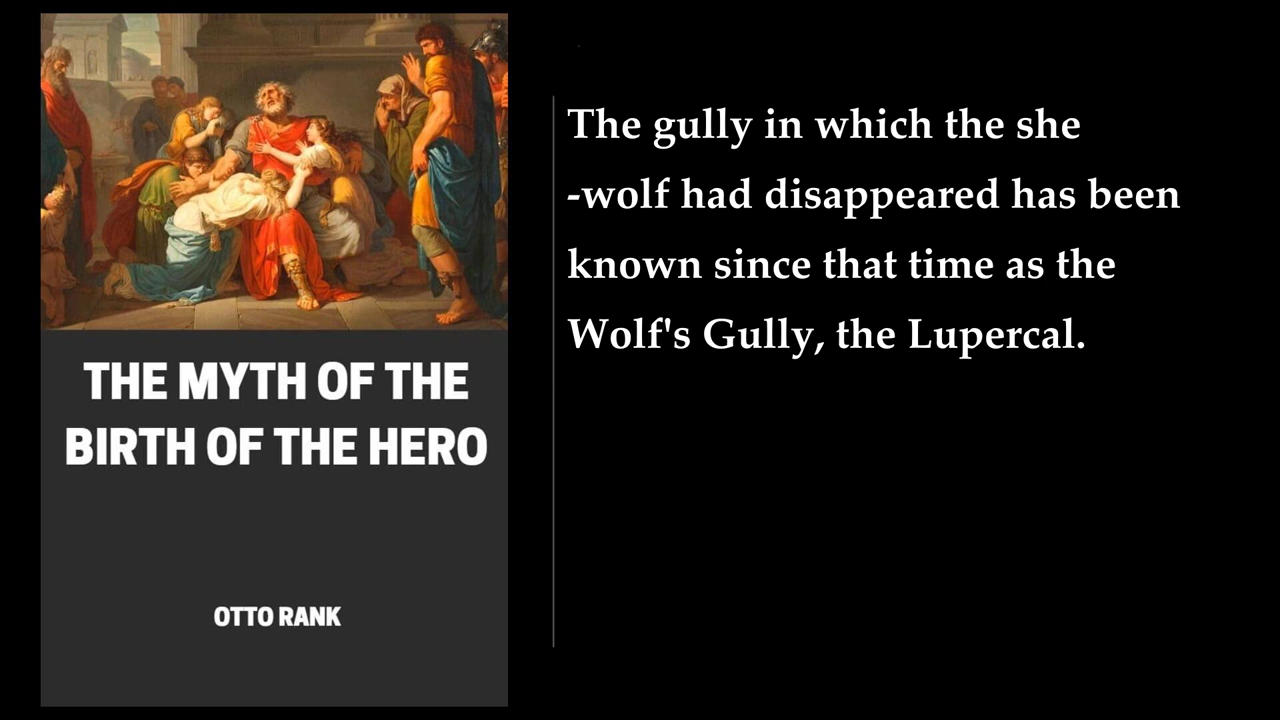 THE MYTH OF THE
BIRTH OF THE HERO
OTTO RANK
The gully in which the she
-wolf had disappeared has been
known since that time as the
Wolf's Gully, the Lupercal.